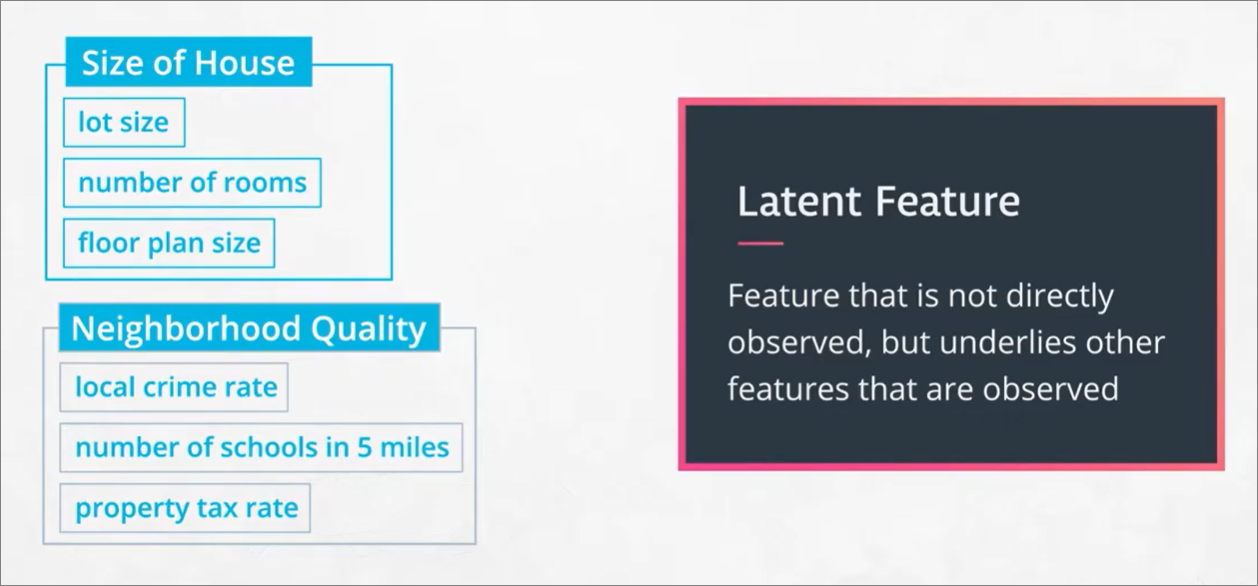 Size of House
lot size
number of rooms
floor plan size
Neighborhood Quality
local crime rate
number of schools in 5 miles
property tax rate
Latent Feature
Feature that is not directly
observed, but underlies other
features that are observed